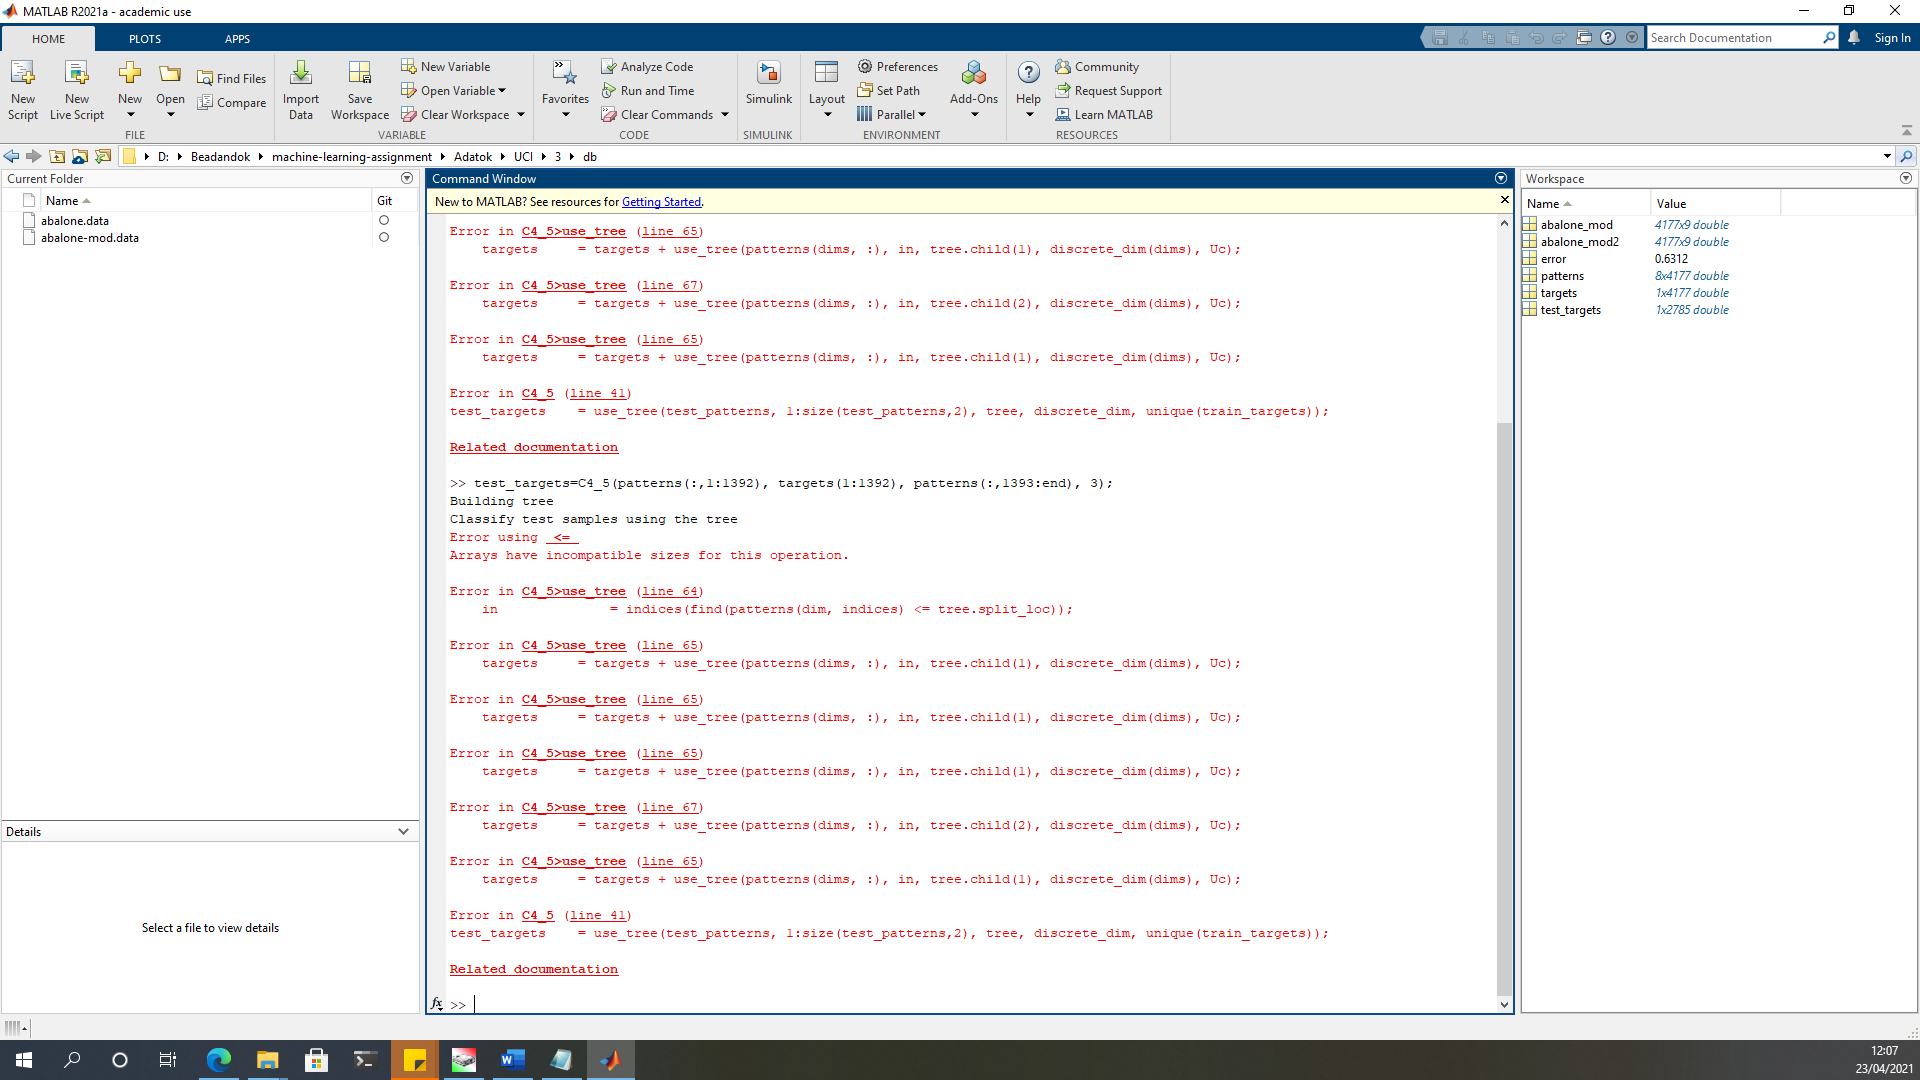 MATLAB R2021a - academic use
HOME PLOTS APPS
Search Documentation
Sign In
New Script
New Live Script
New
Open
Find Files
Compare
FILE
Import Data
Save Workspace
New Variable
Open Variable
Clear Workspace
VARIABLE
Favorites
Analyze Code
Run and Time
Clear Commands
CODE
Simulink
SIMULINK
Layout
Preferences
Set Path
Parallel
Add-Ons
ENVIRONMENT
Help
Community
Request Support
Learn MATLAB
RESOURCES
D: Beadandok machine-learning-assignment Adatok UCI 3 db
Current Folder
Name Git
abalone.data
abalone-mod.data
Details
Select a file to view details
Command Window
New to MATLAB? See resources for Getting Started.
Error in C4_5>use_tree (line 65)
targets = targets + use_tree(patterns(dims, :), in, tree.child(1), discrete_dim(dims), Uc);
Error in C4_5>use_tree (line 67)
targets = targets + use_tree(patterns(dims, :), in, tree.child(2), discrete_dim(dims), Uc);
Error in C4_5>use_tree (line 65)
targets = targets + use_tree(patterns(dims, :), in, tree.child(1), discrete_dim(dims), Uc);
Error in C4_5 (line 41)
test_targets = use_tree(test_patterns, 1:size(test_patterns,2), tree, discrete_dim, unique(train_targets));
Related documentation
>> test_targets=C4_5(patterns(:,1:1392), targets(1:1392), patterns(:,1393:end), 3);
Building tree
Classify test samples using the tree
Error using <=
Arrays have incompatible sizes for this operation.
Error in C4_5>use_tree (line 64)
in = indices(find(patterns(dim, indices) <= tree.split_loc));
Error in C4_5>use_tree (line 65)
targets = targets + use_tree(patterns(dims, :), in, tree.child(1), discrete_dim(dims), Uc);
Error in C4_5>use_tree (line 65)
targets = targets + use_tree(patterns(dims, :), in, tree.child(1), discrete_dim(dims), Uc);
Error in C4_5>use_tree (line 65)
targets = targets + use_tree(patterns(dims, :), in, tree.child(1), discrete_dim(dims), Uc);
Error in C4_5>use_tree (line 67)
targets = targets + use_tree(patterns(dims, :), in, tree.child(2), discrete_dim(dims), Uc);
Error in C4_5>use_tree (line 65)
targets = targets + use_tree(patterns(dims, :), in, tree.child(1), discrete_dim(dims), Uc);
Error in C4_5 (line 41)
test_targets = use_tree(test_patterns, 1:size(test_patterns,2), tree, discrete_dim, unique(train_targets));
Related documentation
fx >>
Workspace
Name Value
abalone_mod 4177x9 double
abalone_mod2 4177x9 double
error 0.6312
patterns 8x4177 double
targets 1x4177 double
test_targets 1x2785 double
12:07
23/04/2021